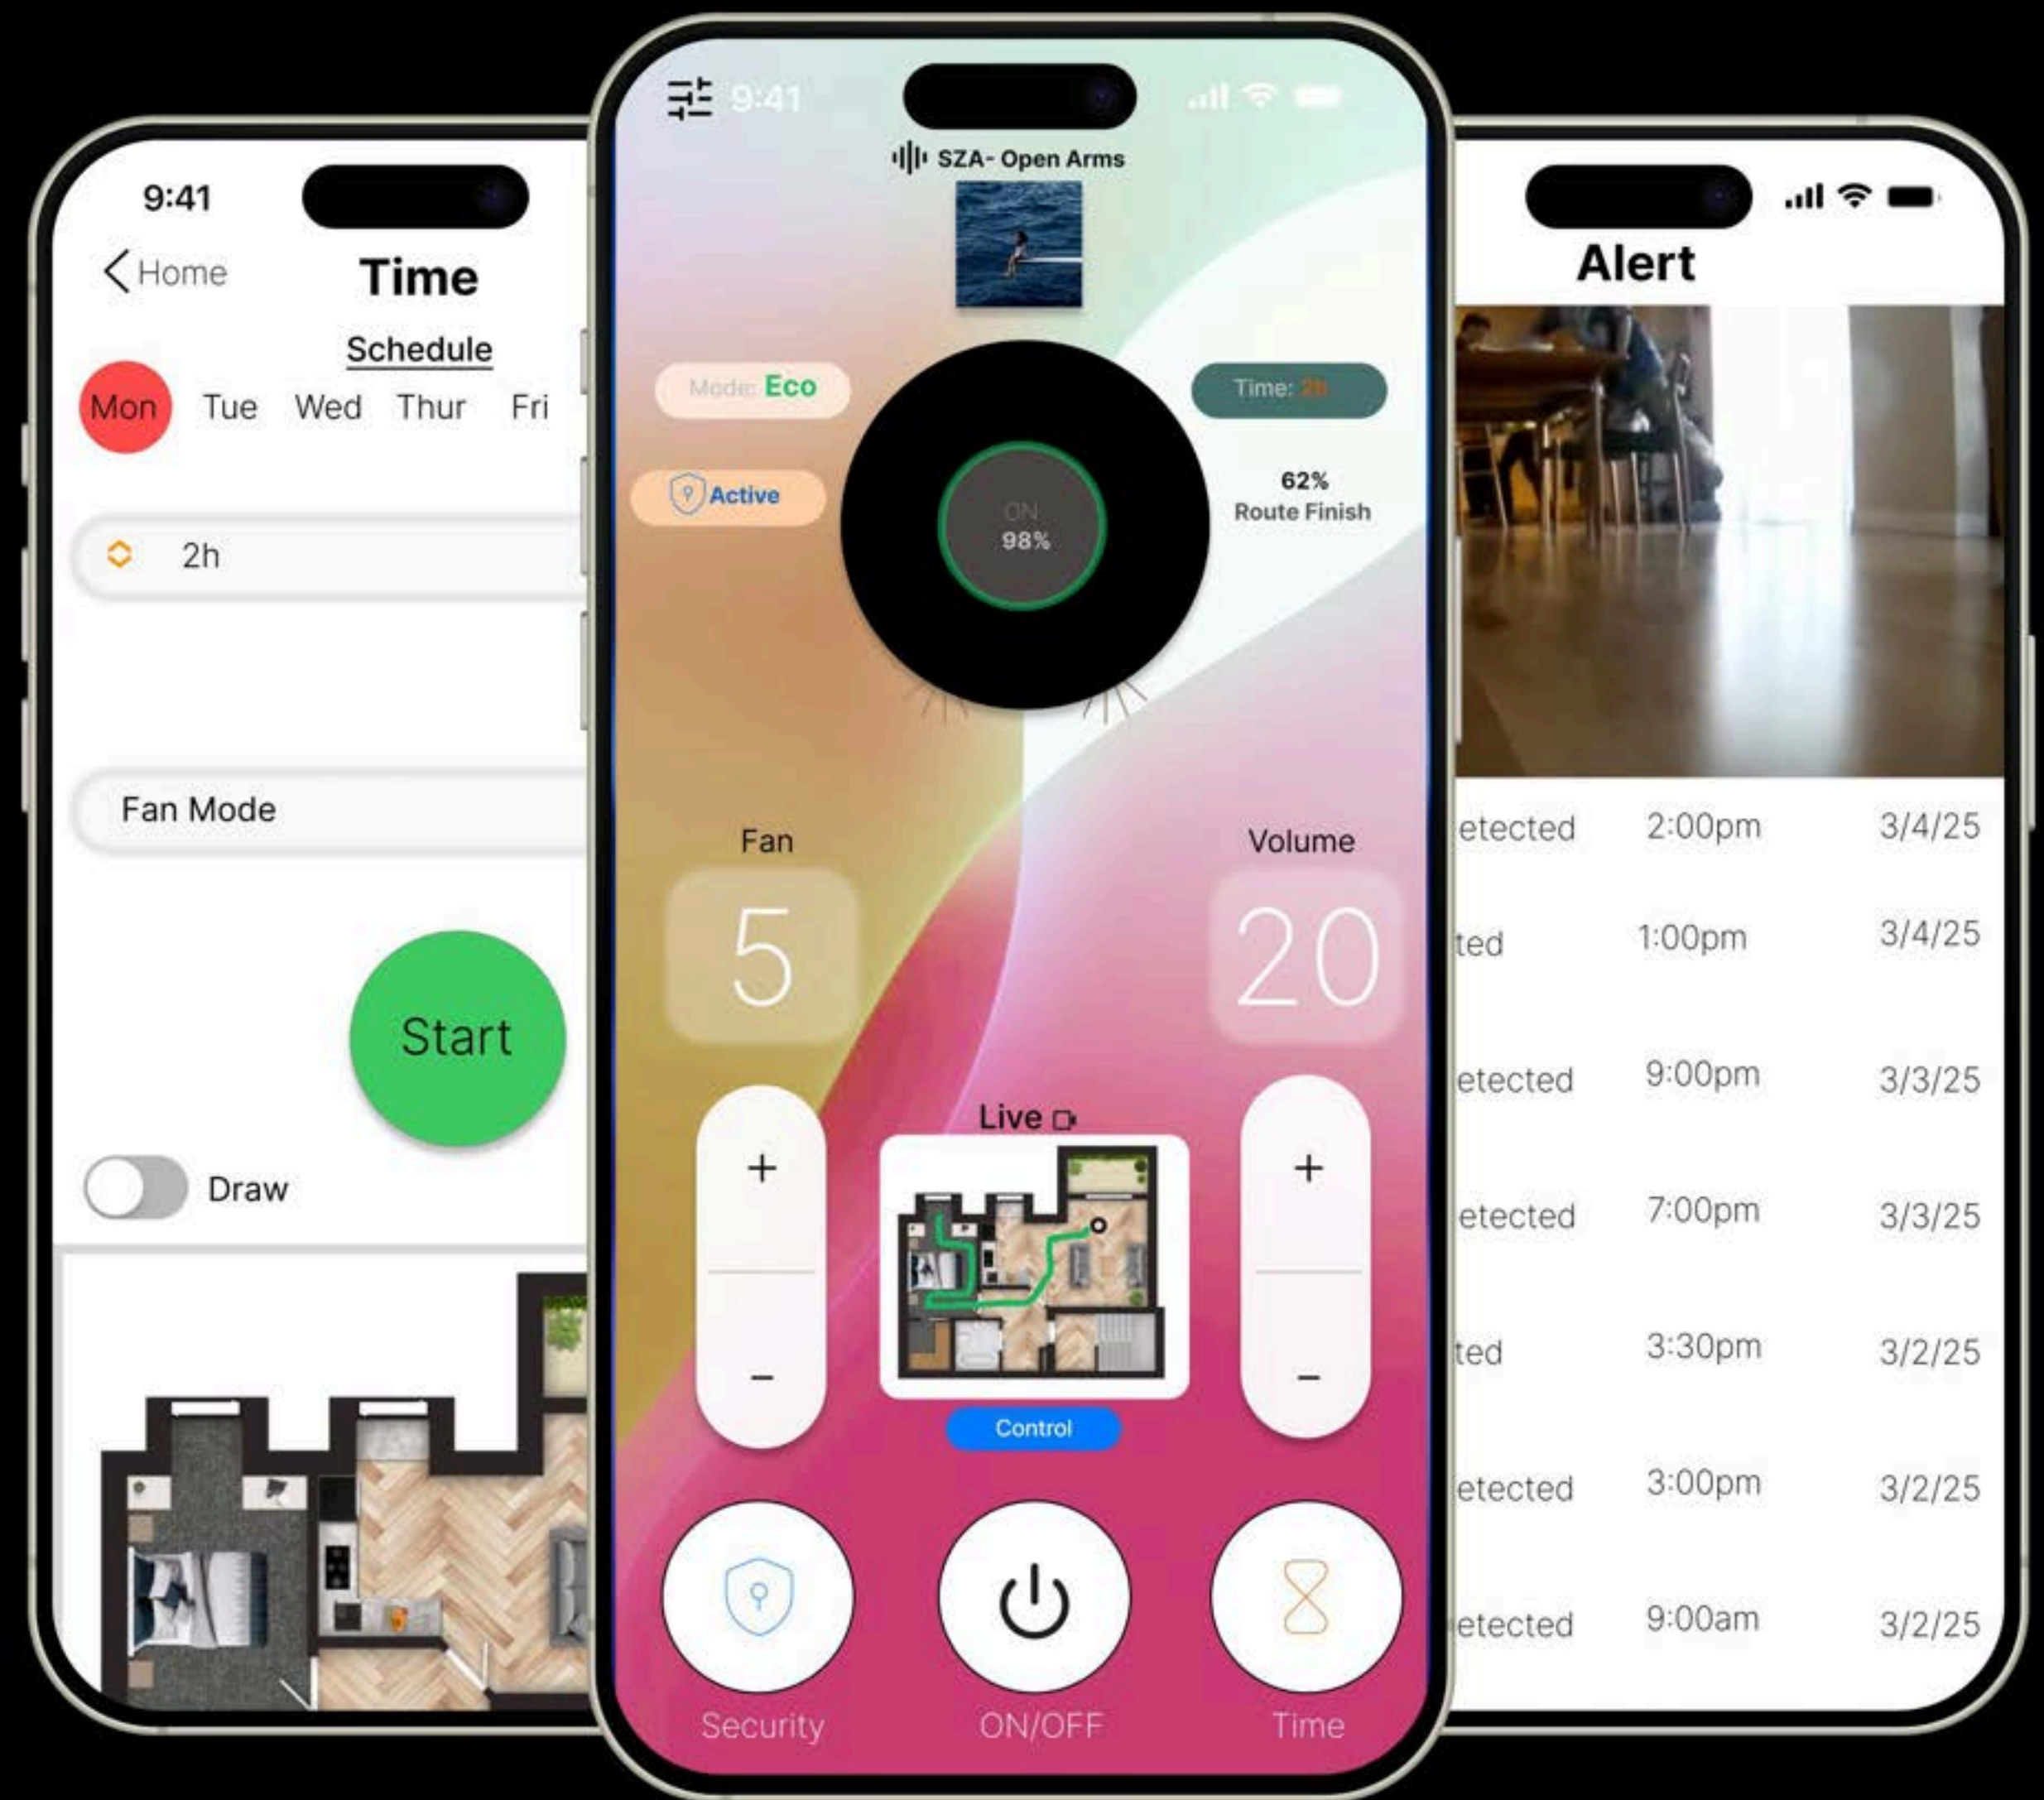 9:41
Home
Time
Schedule
Mon Tue Wed Thur Fri
2h
Fan Mode
Start
Draw
9:41
SZA- Open Arms
Mode: Eco
Time: 2h
Active
62%
Route Finish
ON
98%
Fan
Volume
5
20
Live
+
+
-
-
Control
Security
ON/OFF
Time
Alert
etected 2:00pm 3/4/25
ted 1:00pm 3/4/25
etected 9:00pm 3/3/25
etected 7:00pm 3/3/25
ted 3:30pm 3/2/25
etected 3:00pm 3/2/25
etected 9:00am 3/2/25